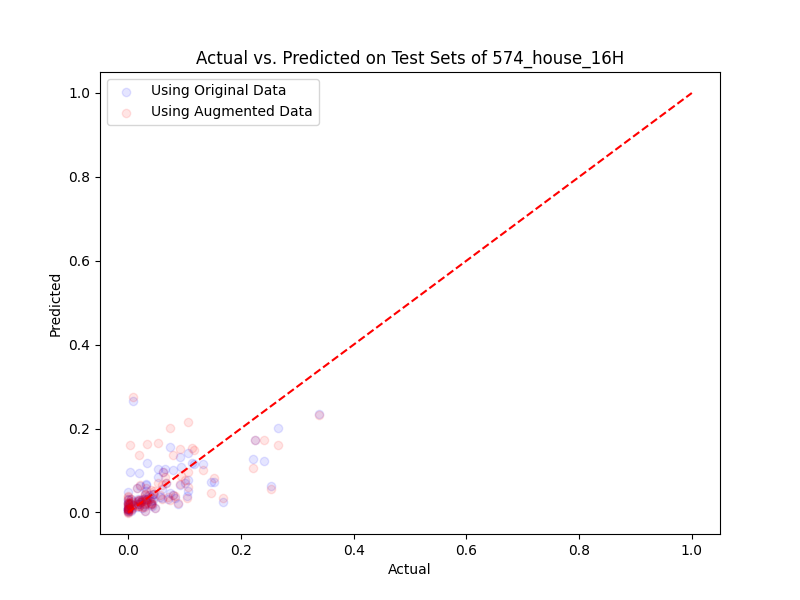 Actual vs. Predicted on Test Sets of 574_house_16H
Using Original Data
Using Augmented Data
1.0
0.8
0.6
0.4
0.2
0.0
Predicted
0.0 0.2 0.4 0.6 0.8 1.0
Actual